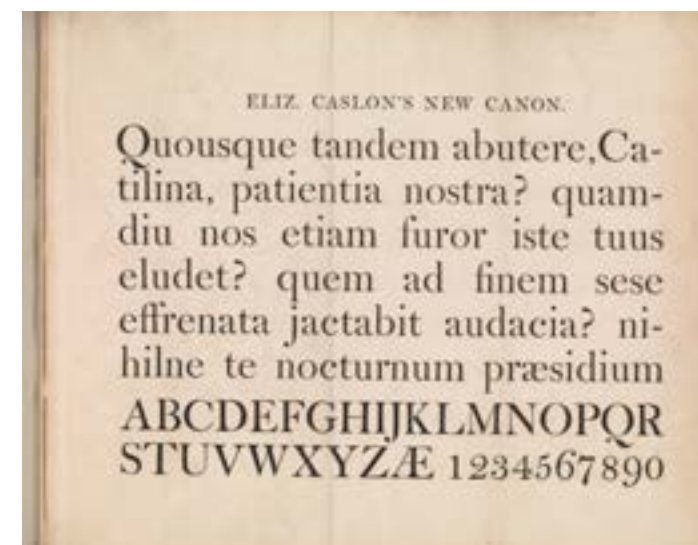 ELIZ. CASLON'S NEW CANON.
Quousque tandem abutere, Ca-
tilina, patientia nostra? quam-
diu nos etiam furor iste tuus
eludet? quem ad finem sese
effrenata jactabit audacia? ni-
hilne te nocturnum præsidium
ABCDEFGHIJKLMNOPQR
STUVWXYZÆ 1234567890